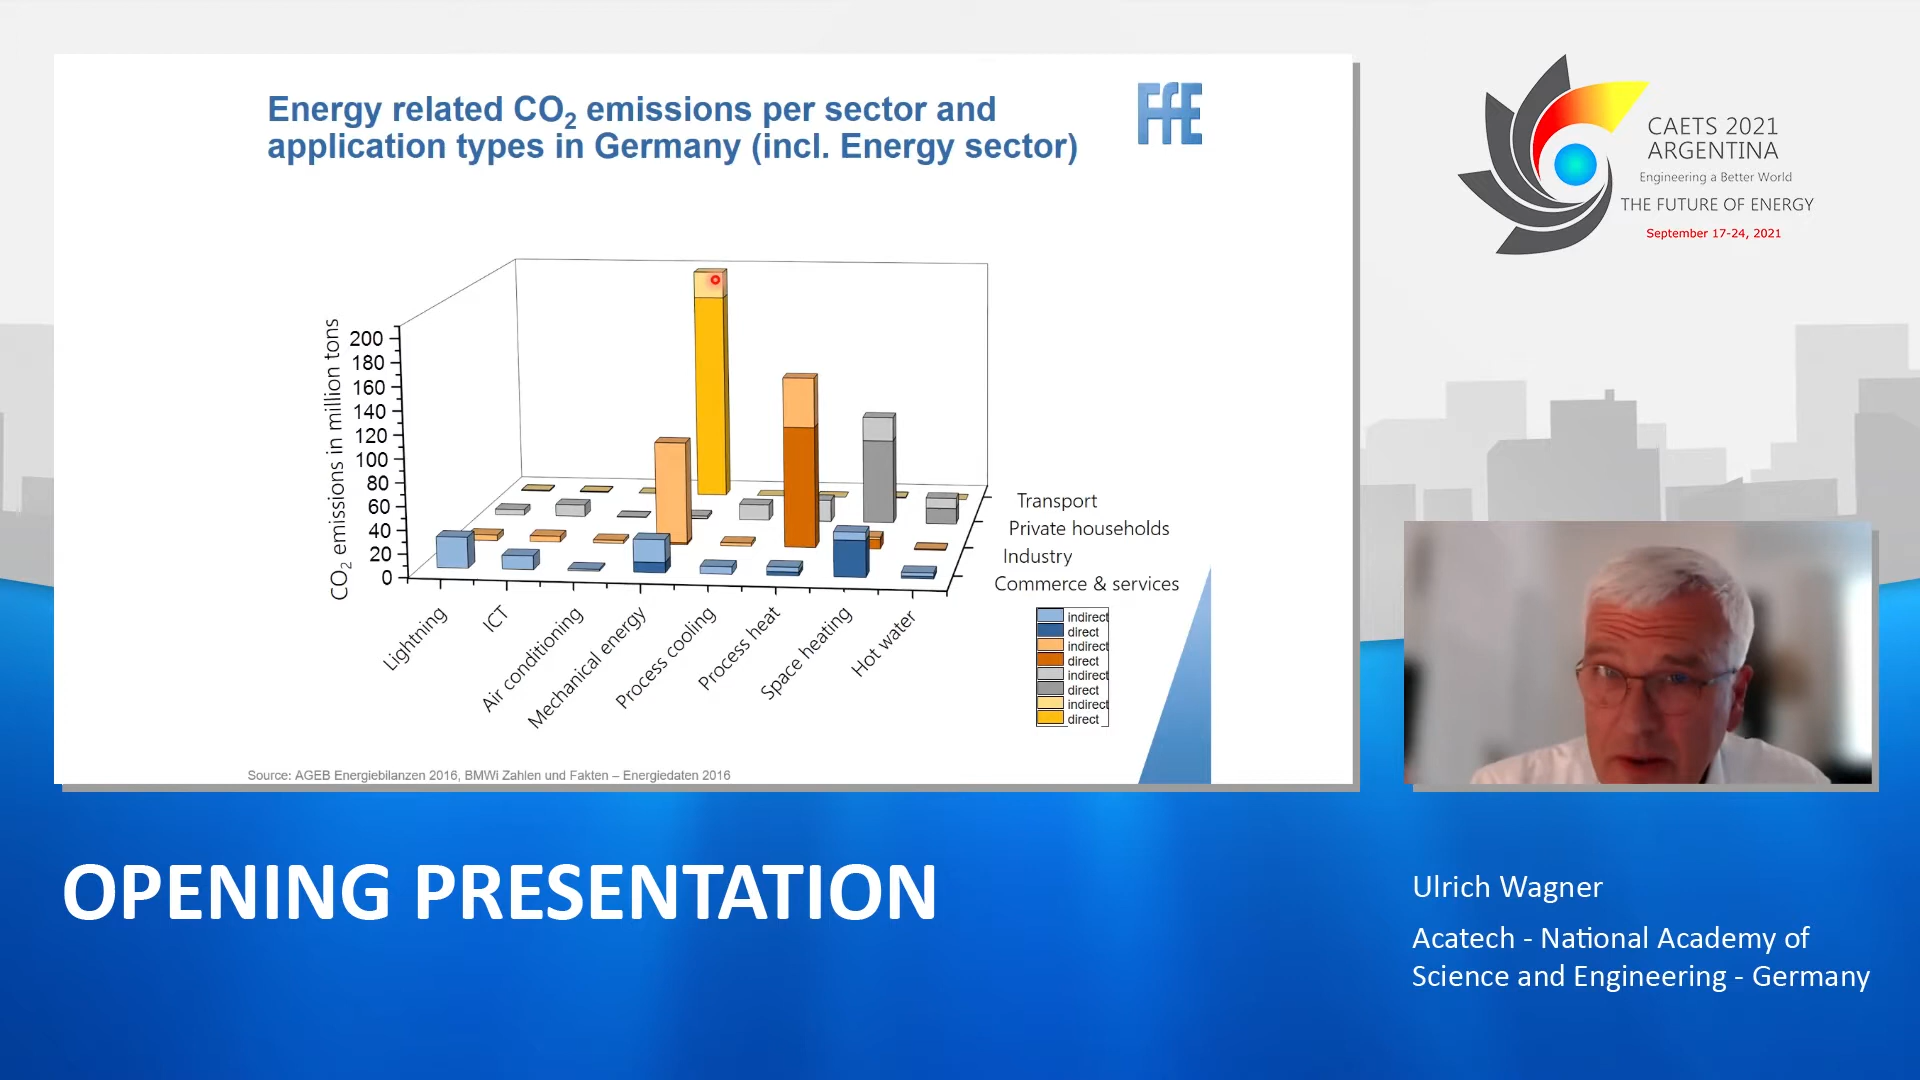 Energy related CO₂ emissions per sector and
application types in Germany (incl. Energy sector)
FfE
CO₂ emissions in million tons
200
180
160
140
120
100
80
60
40
20
0
Lightning
ICT
Air conditioning
Mechanical energy
Process cooling
Process heat
Space heating
Hot water
Transport
Private households
Industry
Commerce & services
indirect
direct
indirect
direct
indirect
direct
indirect
direct
Source: AGEB Energiebilanzen 2016, BMWi Zahlen und Fakten – Energiedaten 2016
CAETS 2021
ARGENTINA
Engineering a Better World
THE FUTURE OF ENERGY
September 17-24, 2021
OPENING PRESENTATION
Ulrich Wagner
Acatech - National Academy of
Science and Engineering - Germany